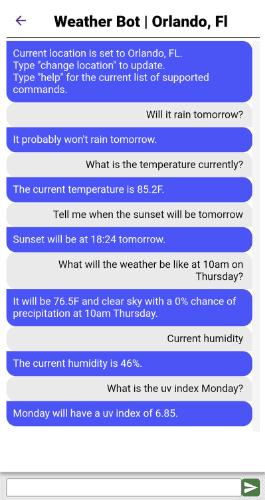 Weather Bot | Orlando, Fl
Current location is set to Orlando, FL.
Type "change location" to update.
Type "help" for the current list of supported
commands.
Will it rain tomorrow?
It probably won't rain tomorrow.
What is the temperature currently?
The current temperature is 85.2F.
Tell me when the sunset will be tomorrow
Sunset will be at 18:24 tomorrow.
What will the weather be like at 10am on
Thursday?
It will be 76.5F and clear sky with a 0% chance of
precipitation at 10am Thursday.
Current humidity
The current humidity is 46%.
What is the uv index Monday?
Monday will have a uv index of 6.85.